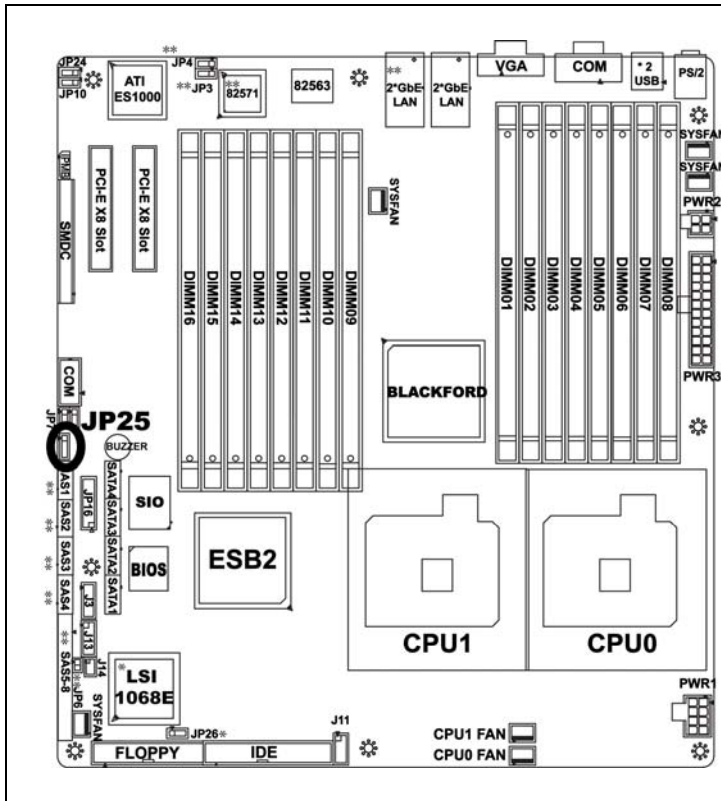 **
JP24
JP10
ATI
ES1000
JP4
**
JP3
**
82571
82563
**
2*GbE
LAN
2*GbE
LAN
VGA
COM
* 2
USB
PS/2
SYSFAN
SYSFAN
PWR2
PWR3
IPMB
SMDC
PCI-E X8 Slot
PCI-E X8 Slot
DIMM16
DIMM15
DIMM14
DIMM13
DIMM12
DIMM11
DIMM10
DIMM09
SYSFAN
DIMM01
DIMM02
DIMM03
DIMM04
DIMM05
DIMM06
DIMM07
DIMM08
BLACKFORD
COM
JP7
JP25
BUZZER
AS1
**
SAS2
**
SAS3
**
SAS4
**
SAS5-8
**
JP16
SATA4
SATA3
SATA2
SATA1
SIO
BIOS
ESB2
J3
J13
J14
**
JP6
SYSFAN
*
LSI
1068E
JP26*
J11
FLOPPY
IDE
CPU1
CPU0
CPU1 FAN
CPU0 FAN
PWR1